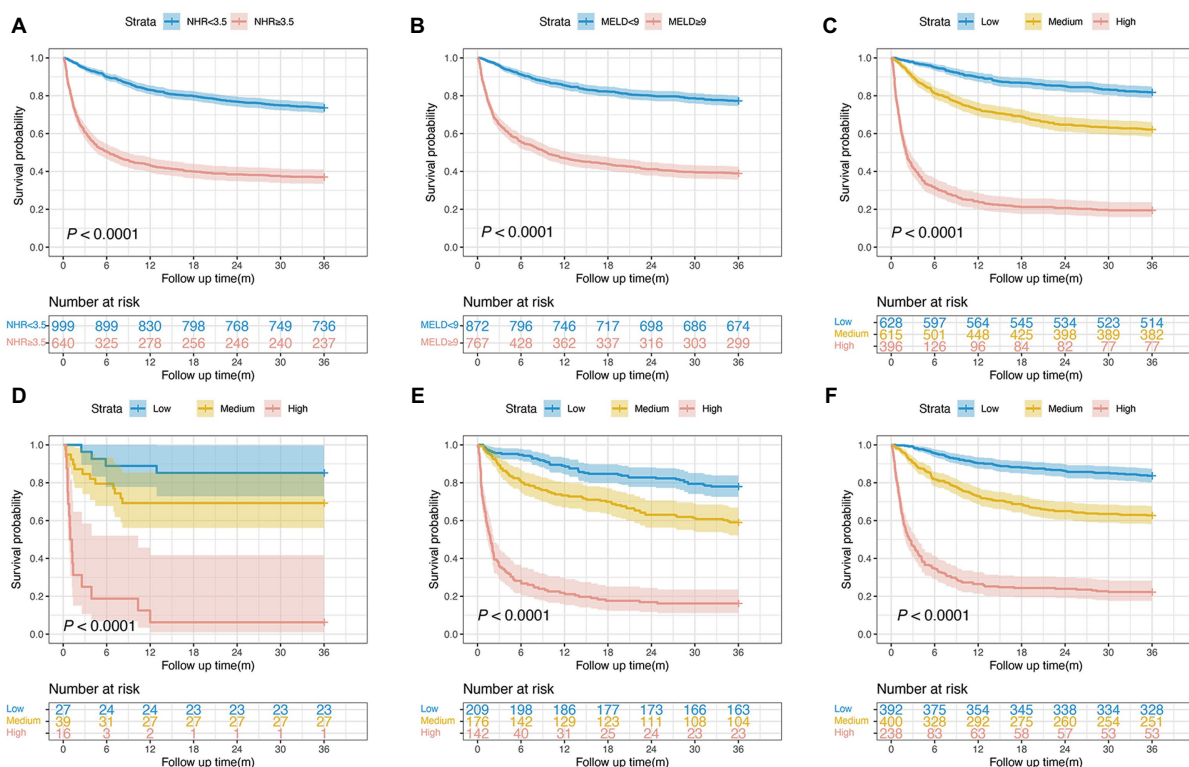 A
Strata NHR<3.5 NHR≥3.5
Survival probability
1.0
0.8
0.6
0.4
0.2
0.0
P < 0.0001
0 6 12 18 24 30 36
Follow up time(m)
Number at risk
NHR<3.5 999 899 830 798 768 749 736
NHR≥3.5 640 325 270 256 246 240 237
0 6 12 18 24 30 36
Follow up time(m)
B
Strata MELD<9 MELD≥9
Survival probability
1.0
0.8
0.6
0.4
0.2
0.0
P < 0.0001
0 6 12 18 24 30 36
Follow up time(m)
Number at risk
MELD<9 872 796 746 717 698 686 674
MELD≥9 767 428 362 337 316 303 299
0 6 12 18 24 30 36
Follow up time(m)
C
Strata Low Medium High
Survival probability
1.0
0.8
0.6
0.4
0.2
0.0
P < 0.0001
0 6 12 18 24 30 36
Follow up time(m)
Number at risk
Low 628 597 564 545 534 523 514
Medium 615 501 448 425 398 389 382
High 396 126 96 84 82 77 77
0 6 12 18 24 30 36
Follow up time(m)
D
Strata Low Medium High
Survival probability
1.0
0.8
0.6
0.4
0.2
0.0
P < 0.0001
0 6 12 18 24 30 36
Follow up time(m)
Number at risk
Low 27 24 24 23 23 23 23
Medium 39 31 27 27 27 27 27
High 16 3 2 1 1 1 1
0 6 12 18 24 30 36
Follow up time(m)
E
Strata Low Medium High
Survival probability
1.0
0.8
0.6
0.4
0.2
0.0
P < 0.0001
0 6 12 18 24 30 36
Follow up time(m)
Number at risk
Low 209 198 186 177 173 166 163
Medium 176 142 129 123 111 108 104
High 142 40 31 25 24 23 23
0 6 12 18 24 30 36
Follow up time(m)
F
Strata Low Medium High
Survival probability
1.0
0.8
0.6
0.4
0.2
0.0
P < 0.0001
0 6 12 18 24 30 36
Follow up time(m)
Number at risk
Low 392 375 354 345 338 334 328
Medium 400 328 292 275 260 254 251
High 238 83 63 58 57 53 53
0 6 12 18 24 30 36
Follow up time(m)